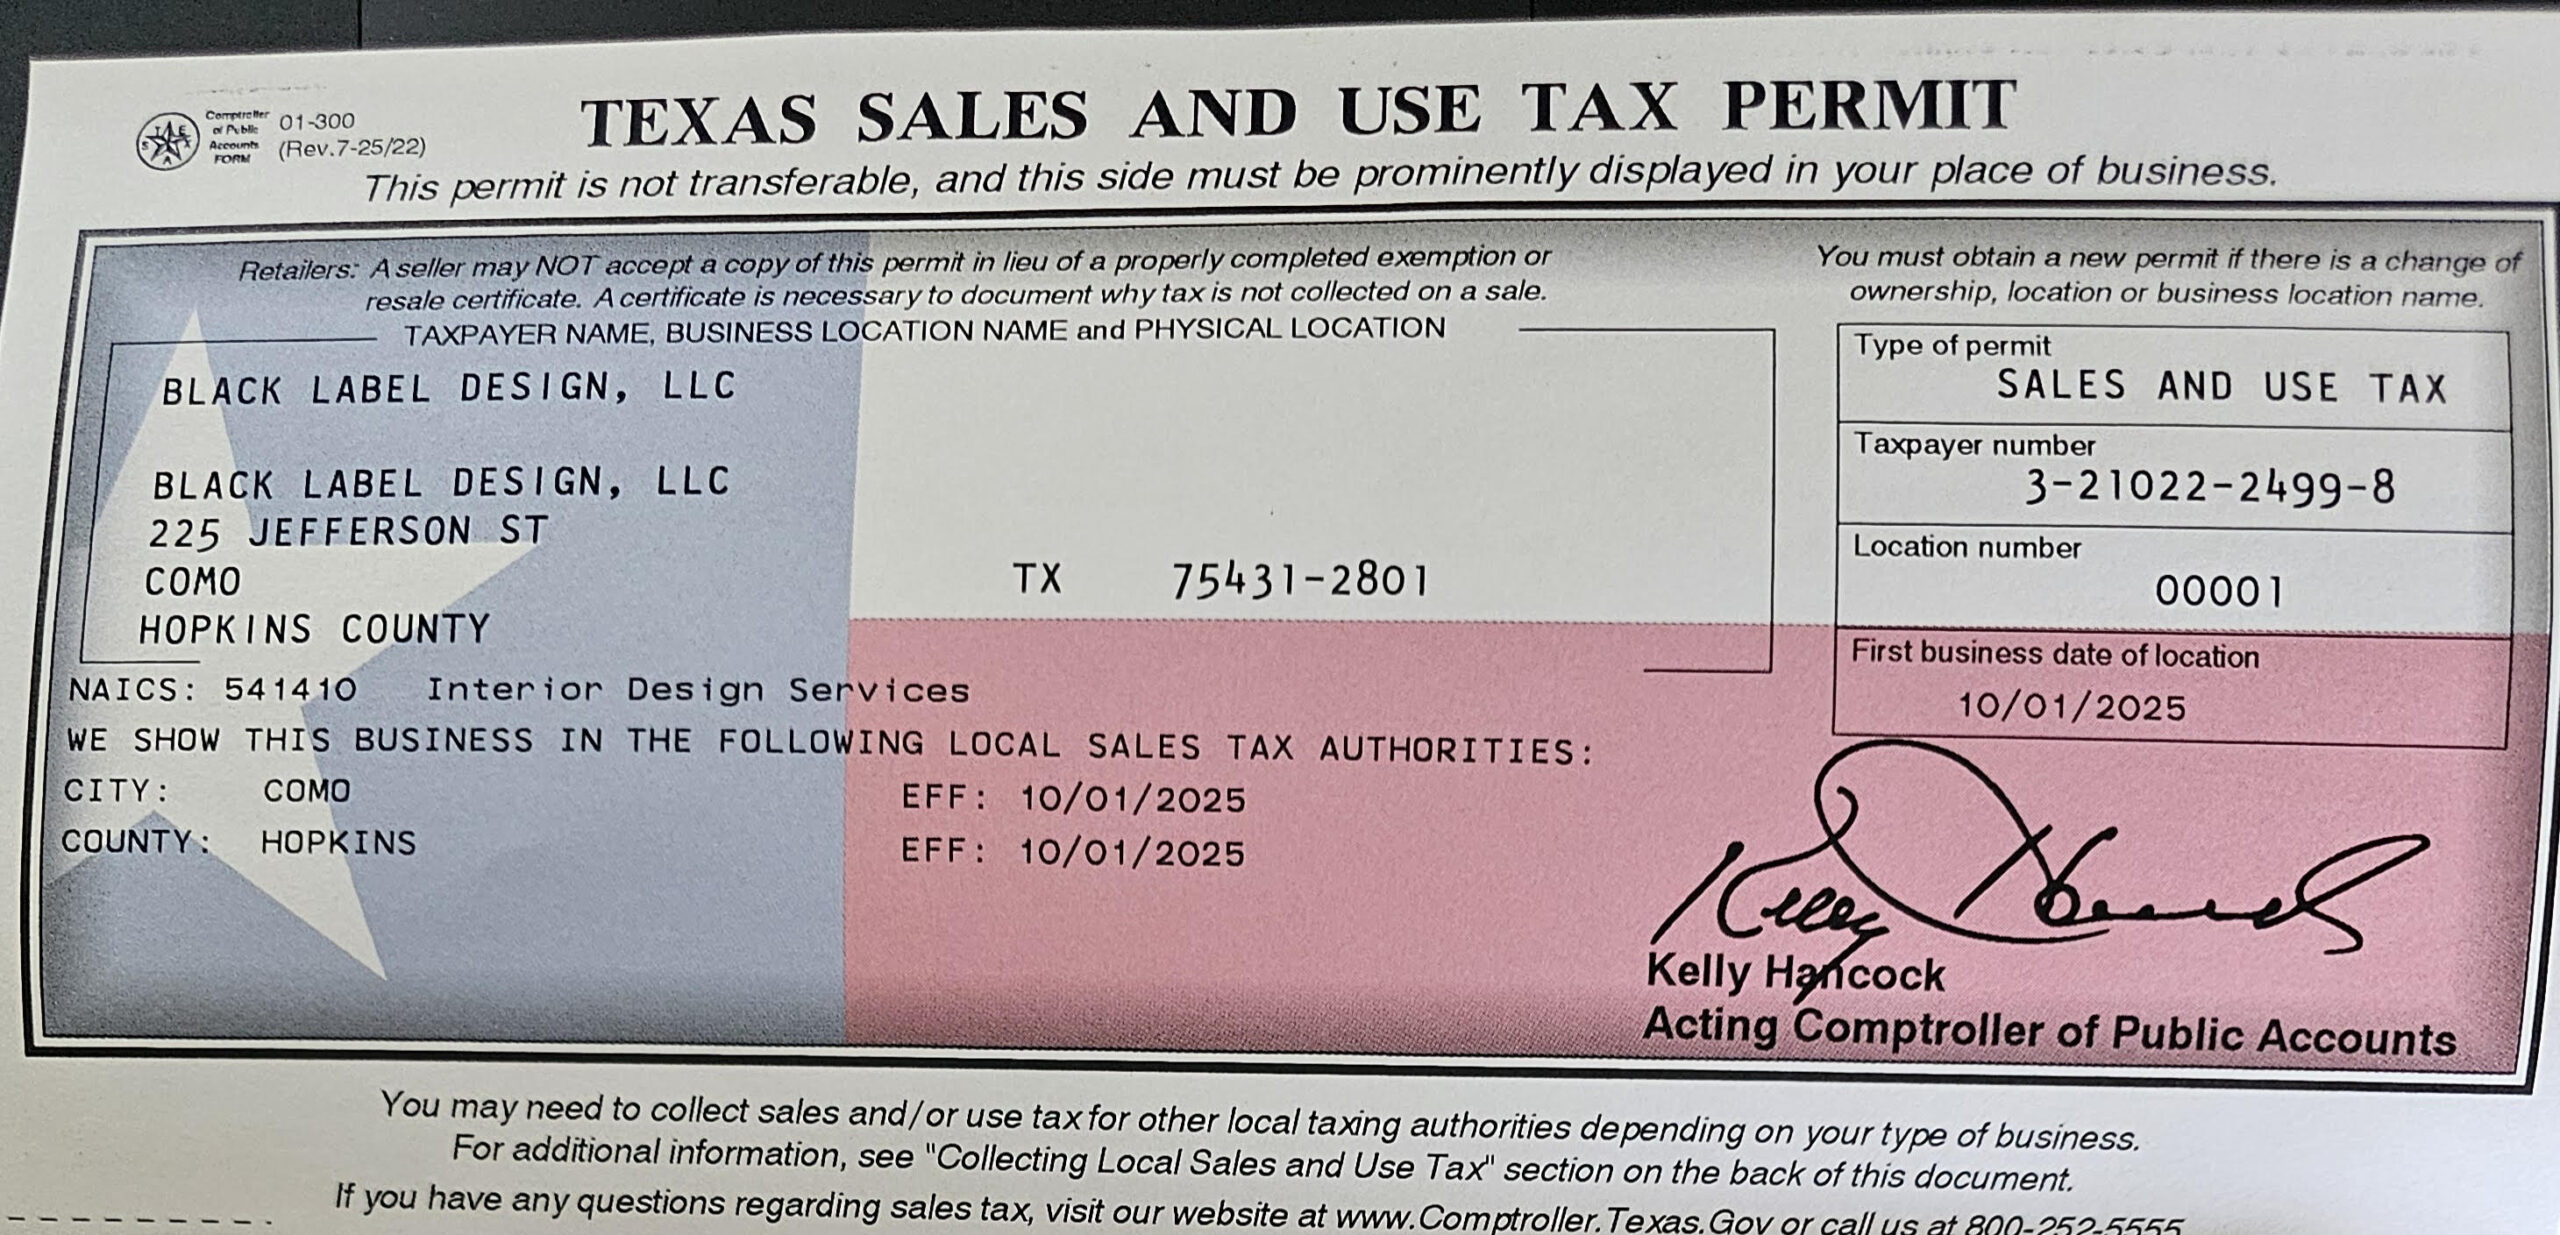 Comptroller
of Public
Accounts
FORM
01-300
(Rev.7-25/22)
TEXAS SALES AND USE TAX PERMIT
This permit is not transferable, and this side must be prominently displayed in your place of business.
Retailers: A seller may NOT accept a copy of this permit in lieu of a properly completed exemption or
resale certificate. A certificate is necessary to document why tax is not collected on a sale.
You must obtain a new permit if there is a change of
ownership, location or business location name.
TAXPAYER NAME, BUSINESS LOCATION NAME and PHYSICAL LOCATION
BLACK LABEL DESIGN, LLC
BLACK LABEL DESIGN, LLC
225 JEFFERSON ST
COMO TX 75431-2801
HOPKINS COUNTY
Type of permit
SALES AND USE TAX
Taxpayer number
3-21022-2499-8
Location number
00001
First business date of location
10/01/2025
NAICS: 541410 Interior Design Services
WE SHOW THIS BUSINESS IN THE FOLLOWING LOCAL SALES TAX AUTHORITIES:
CITY: COMO EFF: 10/01/2025
COUNTY: HOPKINS EFF: 10/01/2025
Kelly Hancock
Kelly Hancock
Acting Comptroller of Public Accounts
You may need to collect sales and/or use tax for other local taxing authorities depending on your type of business.
For additional information, see "Collecting Local Sales and Use Tax" section on the back of this document.
If you have any questions regarding sales tax, visit our website at www.Comptroller.Texas.Gov or call us at 800-252-5555